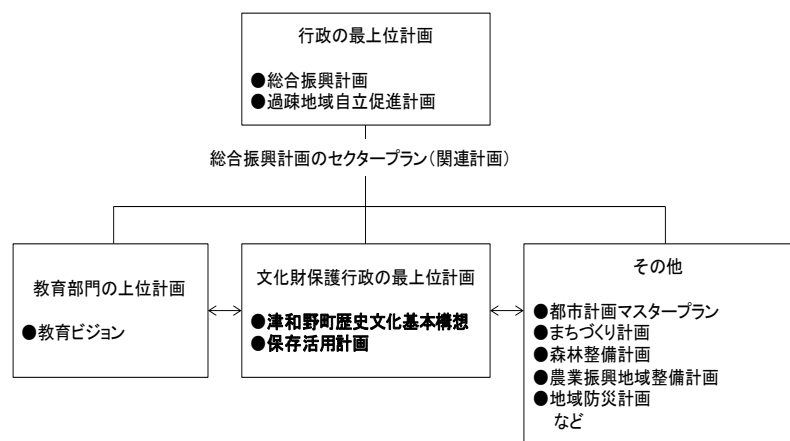 行政の最上位計画
●総合振興計画
●過疎地域自立促進計画
総合振興計画のセクタープラン（関連計画）
教育部門の上位計画
●教育ビジョン
文化財保護行政の最上位計画
●津和野町歴史文化基本構想
●保存活用計画
その他
●都市計画マスタープラン
●まちづくり計画
●森林整備計画
●農業振興地域整備計画
●地域防災計画
など